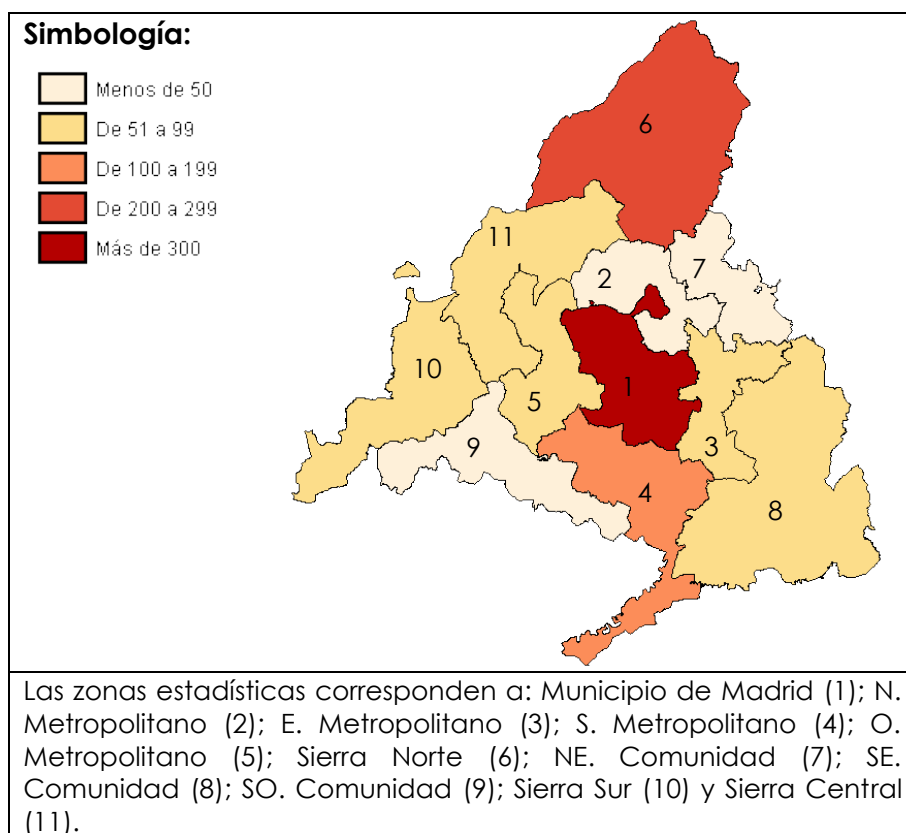 Simbología:
Menos de 50
De 51 a 99
De 100 a 199
De 200 a 299
Más de 300
6
11
7
2
10
1
5
3
9
4
8
Las zonas estadísticas corresponden a: Municipio de Madrid (1); N.
Metropolitano (2); E. Metropolitano (3); S. Metropolitano (4); O.
Metropolitano (5); Sierra Norte (6); NE. Comunidad (7); SE.
Comunidad (8); SO. Comunidad (9); Sierra Sur (10) y Sierra Central
(11).